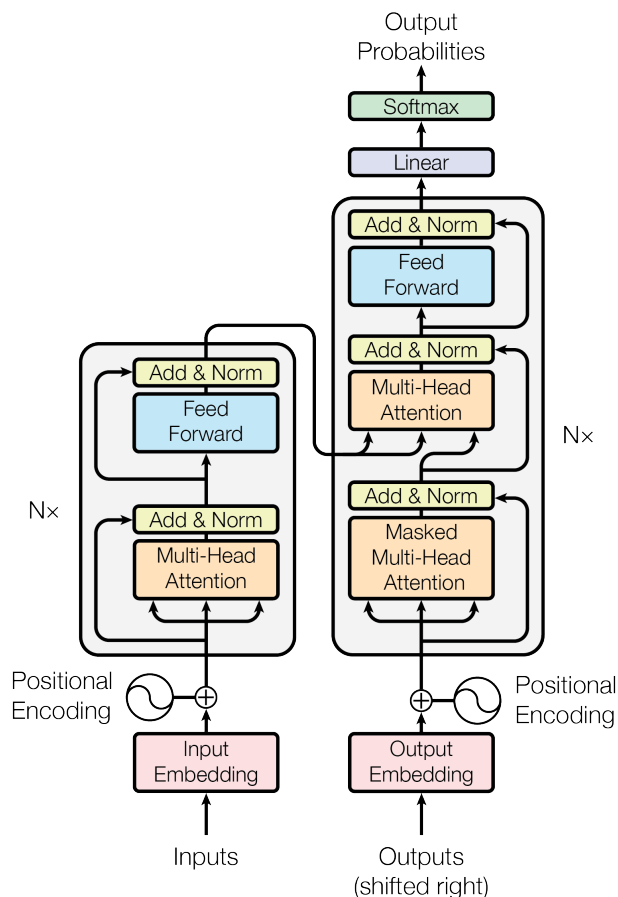 Output
Probabilities
Softmax
Linear
Add & Norm
Feed
Forward
Add & Norm
Multi-Head
Attention
Add & Norm
Masked
Multi-Head
Attention
N×
Add & Norm
Feed
Forward
Add & Norm
Multi-Head
Attention
N×
Positional
Encoding
Positional
Encoding
Input
Embedding
Output
Embedding
Inputs
Outputs
(shifted right)